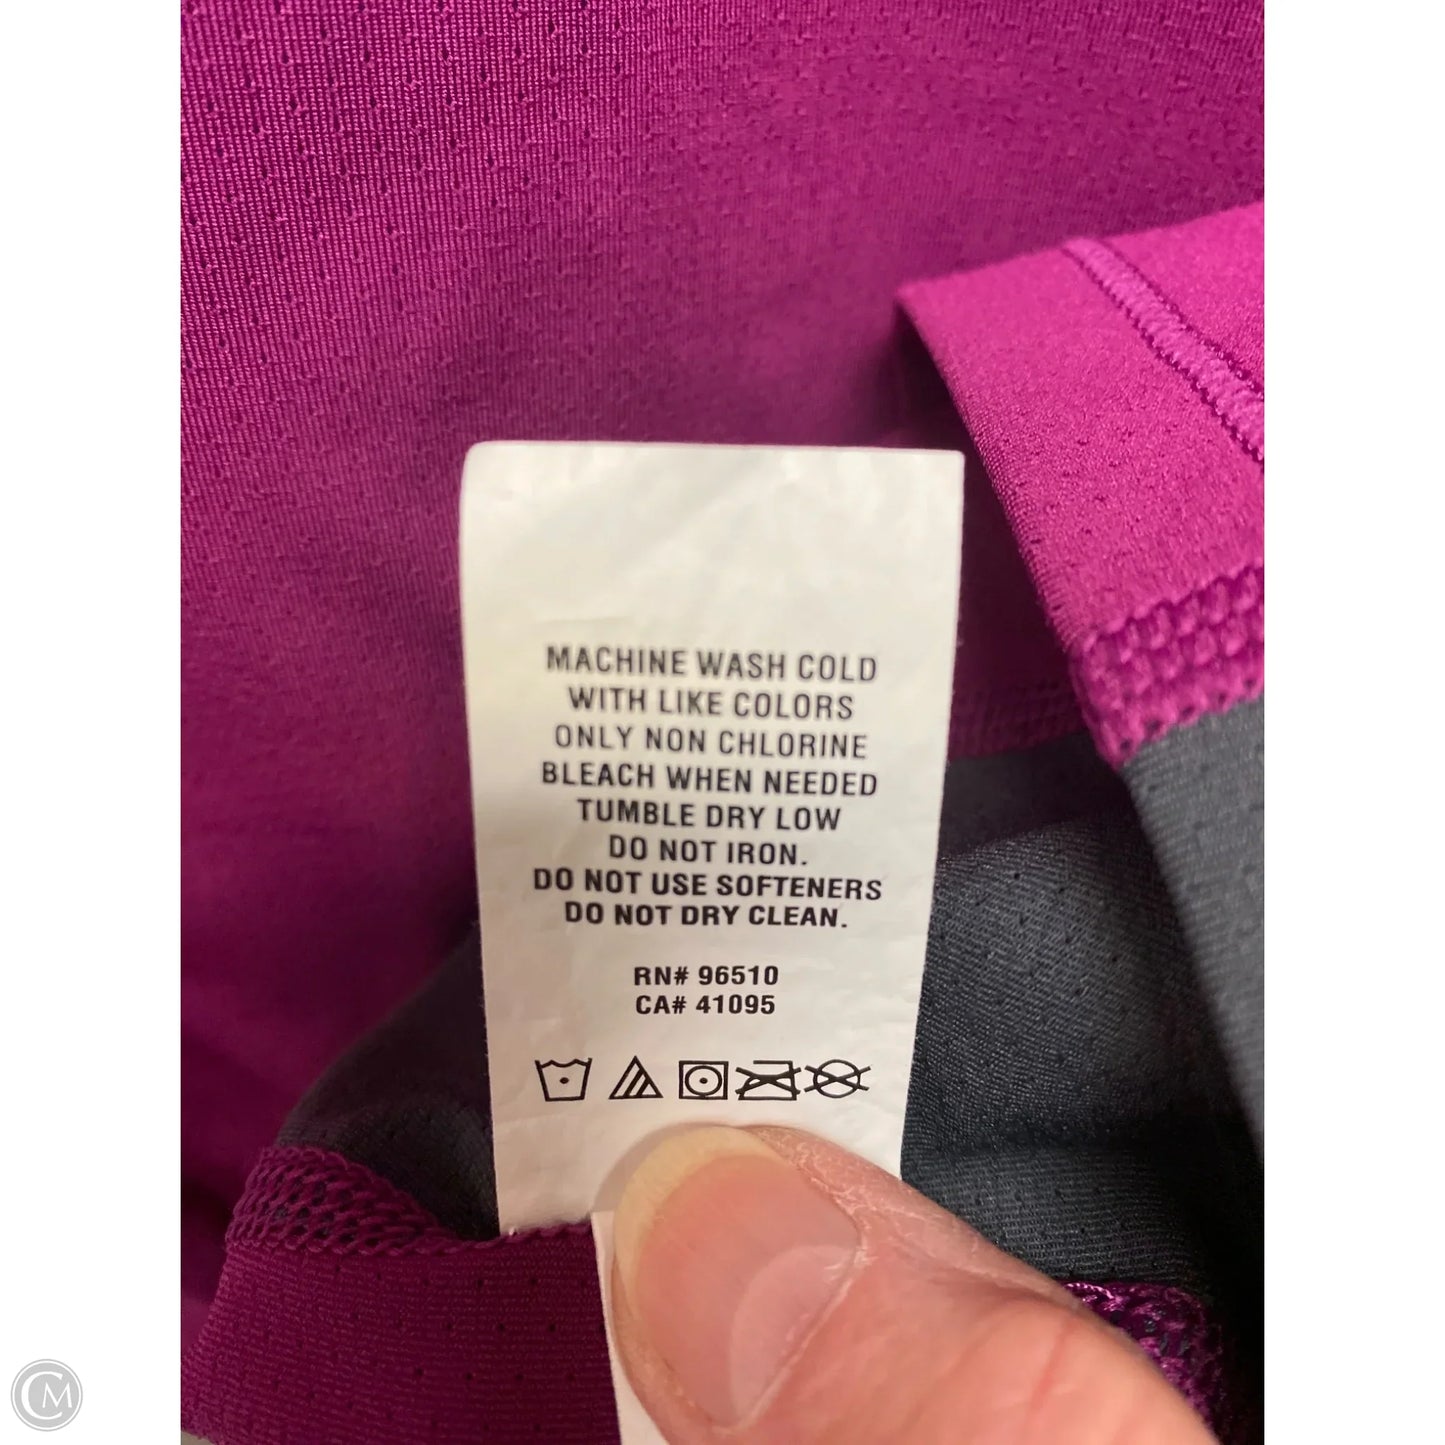 MACHINE WASH COLD
WITH LIKE COLORS
ONLY NON CHLORINE
BLEACH WHEN NEEDED
TUMBLE DRY LOW
DO NOT IRON.
DO NOT USE SOFTENERS
DO NOT DRY CLEAN.
RN# 96510
CA# 41095
CM